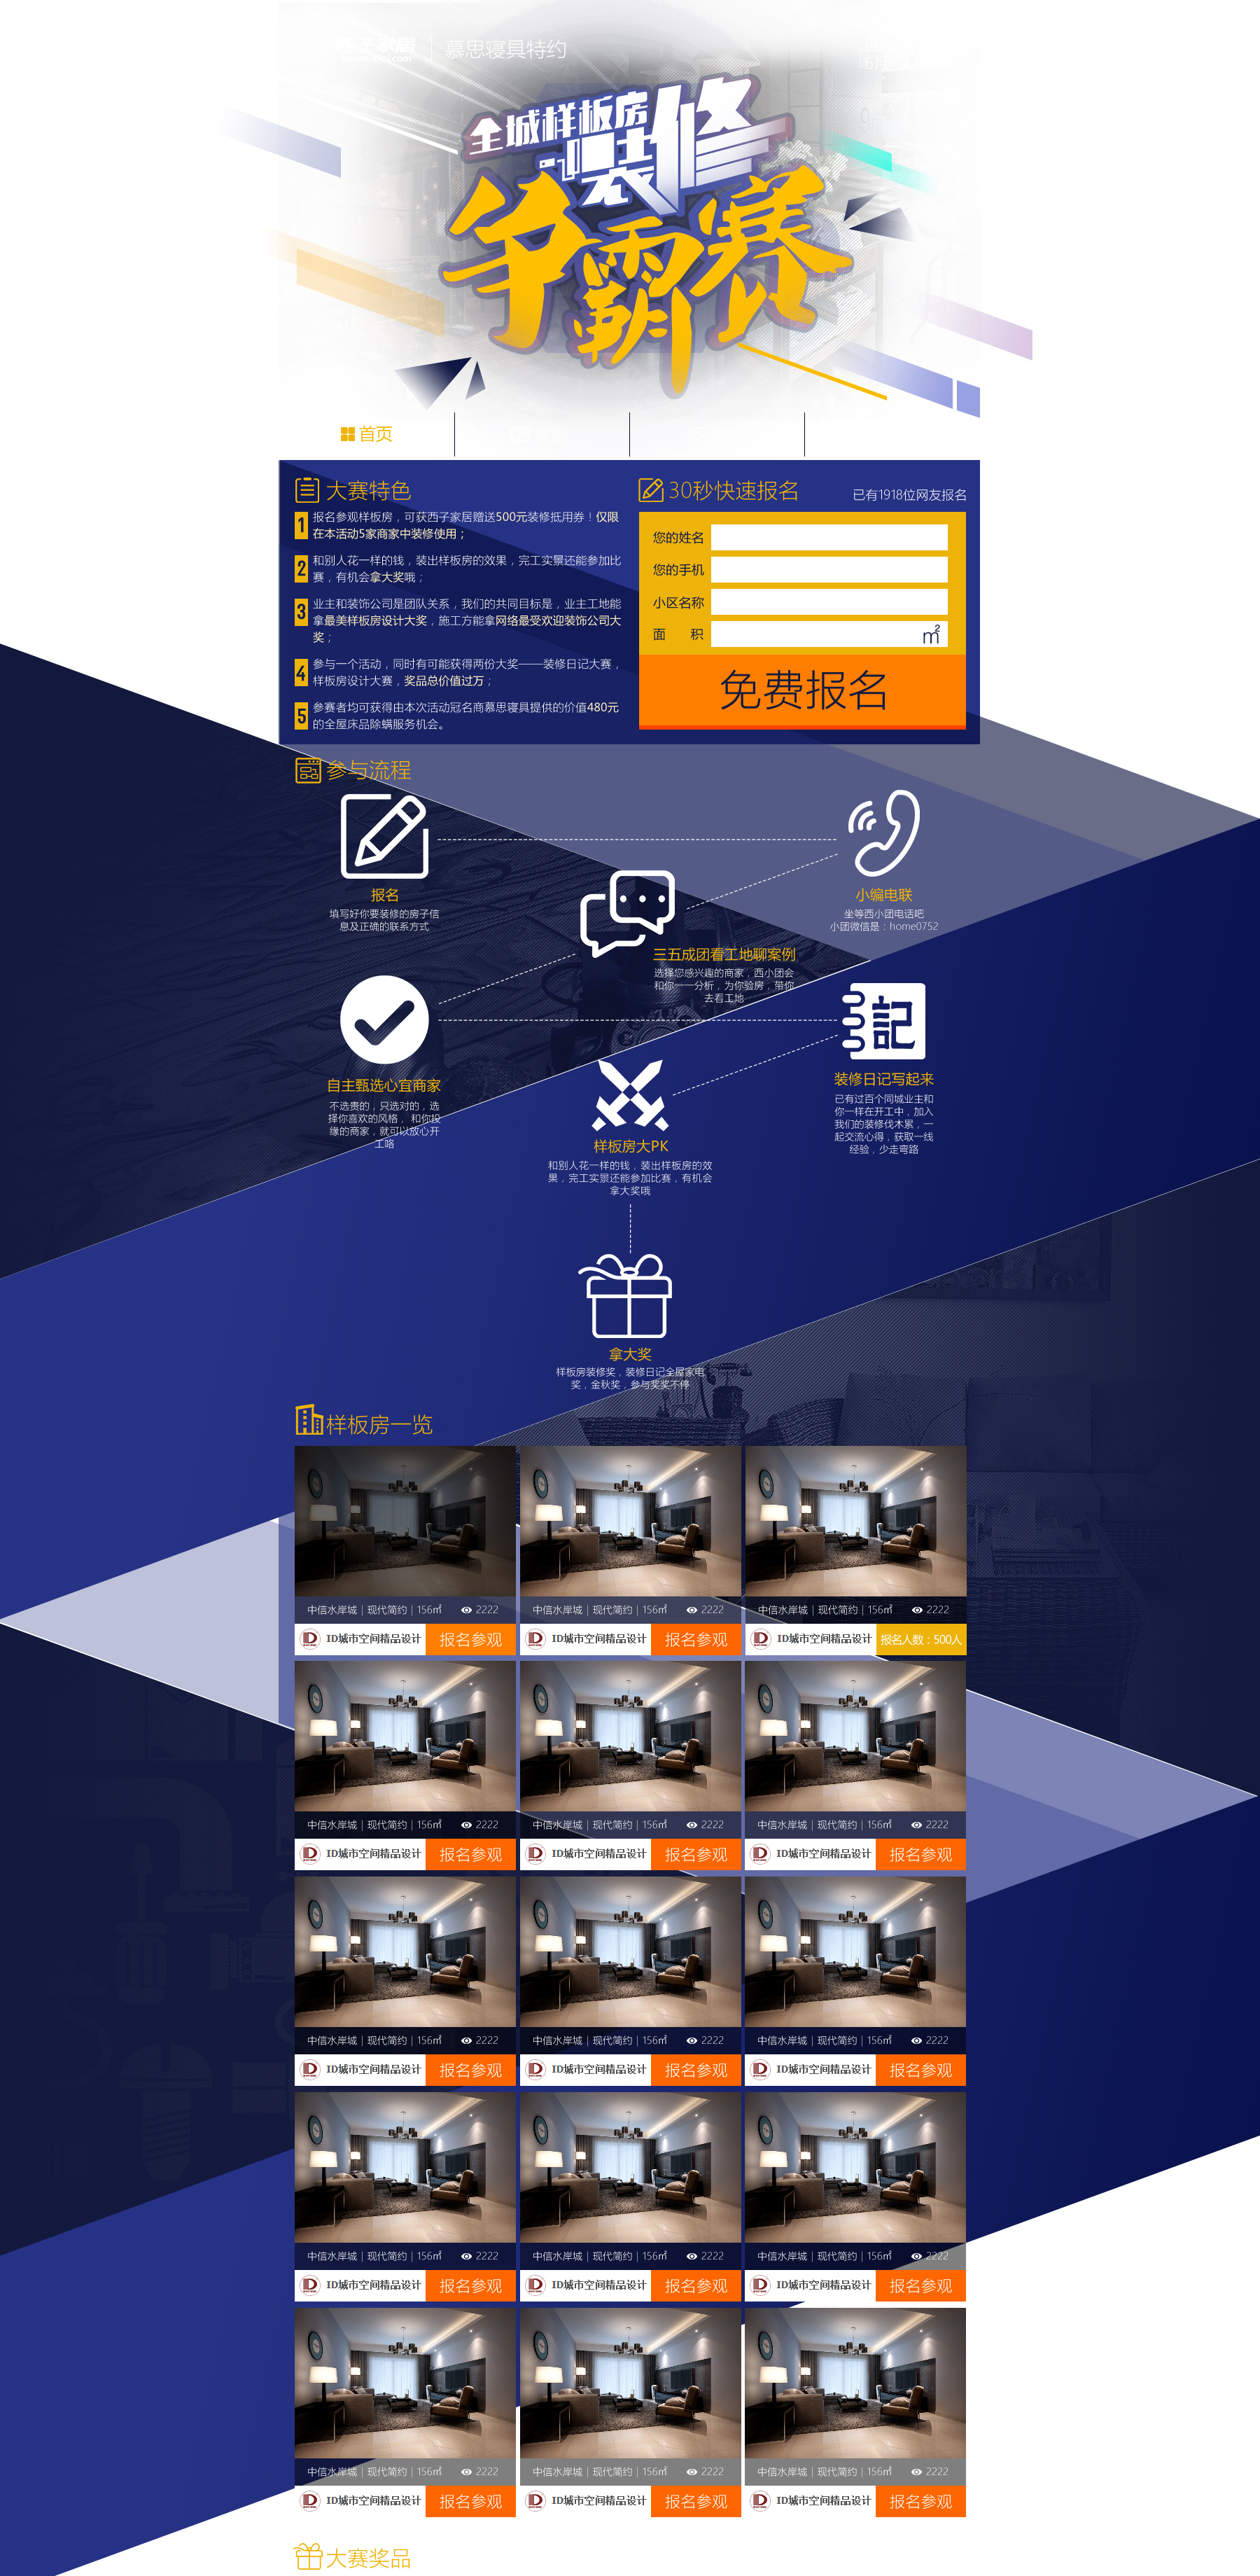 西子家居
慕思寝具特约
全城样板房
装修
争霸赛
首页
大赛特色
1 报名参观样板房，可获西子家居赠送500元装修抵用券！仅限
在本活动5家商家中装修使用；
2 和别人花一样的钱，装出样板房的效果，完工实景还能参加比
赛，有机会拿大奖哦；
3 业主和装饰公司是团队关系，我们的共同目标是，业主工地能
拿最美样板房设计大奖，施工方能拿网络最受欢迎装饰公司大
奖；
4 参与一个活动，同时有可能获得两份大奖——装修日记大赛，
样板房设计大赛，奖品总价值过万；
5 参赛者均可获得由本次活动冠名商慕思寝具提供的价值480元
的全屋床品除螨服务机会。
30秒快速报名
已有1918位网友报名
您的姓名
您的手机
小区名称
面 积 ㎡
免费报名
参与流程
报名
填写好你要装修的房子信
息及正确的联系方式
小编电联
坐等西小团电话吧
小团微信是：home0752
三五成团看工地聊案例
选择您感兴趣的商家，西小团会
和你一一分析，为你验房，带你
去看工地
自主甄选心宜商家
不选贵的，只选对的，选
择你喜欢的风格， 和你投
缘的商家，就可以放心开
工咯
記
装修日记写起来
已有过百个同城业主和
你一样在开工中，加入
我们的装修伐木累，一
起交流心得，获取一线
经验，少走弯路
样板房大PK
和别人花一样的钱，装出样板房的效
果，完工实景还能参加比赛，有机会
拿大奖哦
拿大奖
样板房装修奖，装修日记全屋家电
奖，金秋奖，参与奖奖不停
样板房一览
中信水岸城｜现代简约｜156㎡ 2222 中信水岸城｜现代简约｜156㎡ 2222 中信水岸城｜现代简约｜156㎡ 2222
ID城市空间精品设计 报名参观 ID城市空间精品设计 报名参观 ID城市空间精品设计 报名人数：500人
中信水岸城｜现代简约｜156㎡ 2222 中信水岸城｜现代简约｜156㎡ 2222 中信水岸城｜现代简约｜156㎡ 2222
ID城市空间精品设计 报名参观 ID城市空间精品设计 报名参观 ID城市空间精品设计 报名参观
中信水岸城｜现代简约｜156㎡ 2222 中信水岸城｜现代简约｜156㎡ 2222 中信水岸城｜现代简约｜156㎡ 2222
ID城市空间精品设计 报名参观 ID城市空间精品设计 报名参观 ID城市空间精品设计 报名参观
中信水岸城｜现代简约｜156㎡ 2222 中信水岸城｜现代简约｜156㎡ 2222 中信水岸城｜现代简约｜156㎡ 2222
ID城市空间精品设计 报名参观 ID城市空间精品设计 报名参观 ID城市空间精品设计 报名参观
中信水岸城｜现代简约｜156㎡ 2222 中信水岸城｜现代简约｜156㎡ 2222 中信水岸城｜现代简约｜156㎡ 2222
ID城市空间精品设计 报名参观 ID城市空间精品设计 报名参观 ID城市空间精品设计 报名参观
大赛奖品